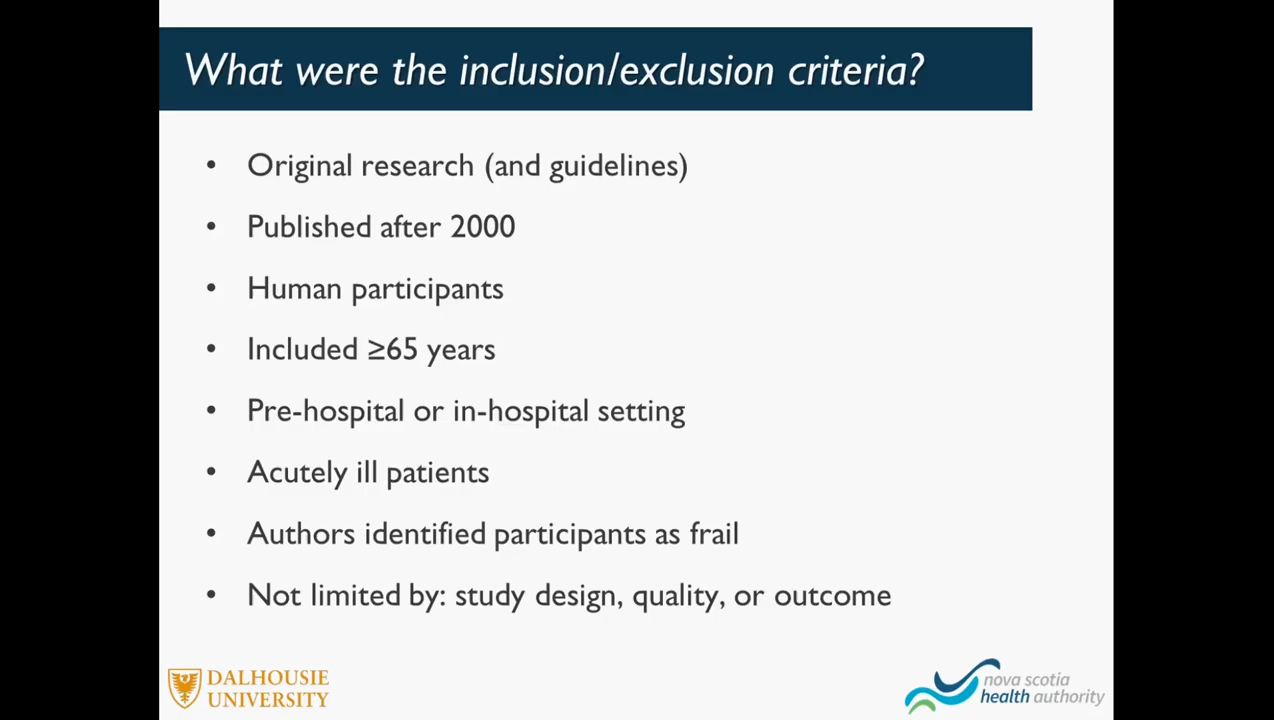 What were the inclusion/exclusion criteria?
• Original research (and guidelines)
• Published after 2000
• Human participants
• Included ≥65 years
• Pre-hospital or in-hospital setting
• Acutely ill patients
• Authors identified participants as frail
• Not limited by: study design, quality, or outcome
DALHOUSIE
UNIVERSITY
nova scotia
health authority